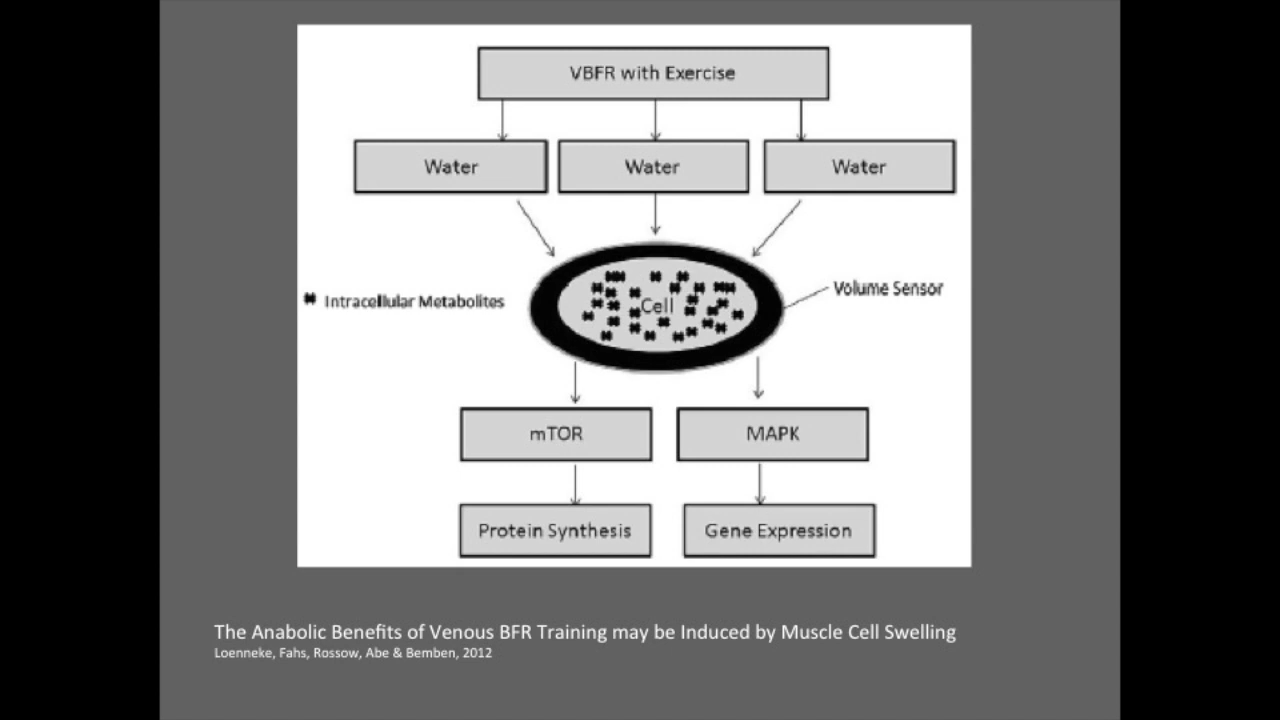 VBFR with Exercise
Water
Water
Water
Intracellular Metabolites
Cell
Volume Sensor
mTOR
MAPK
Protein Synthesis
Gene Expression
The Anabolic Benefits of Venous BFR Training may be Induced by Muscle Cell Swelling
Loenneke, Fahs, Rossow, Abe & Bemben, 2012